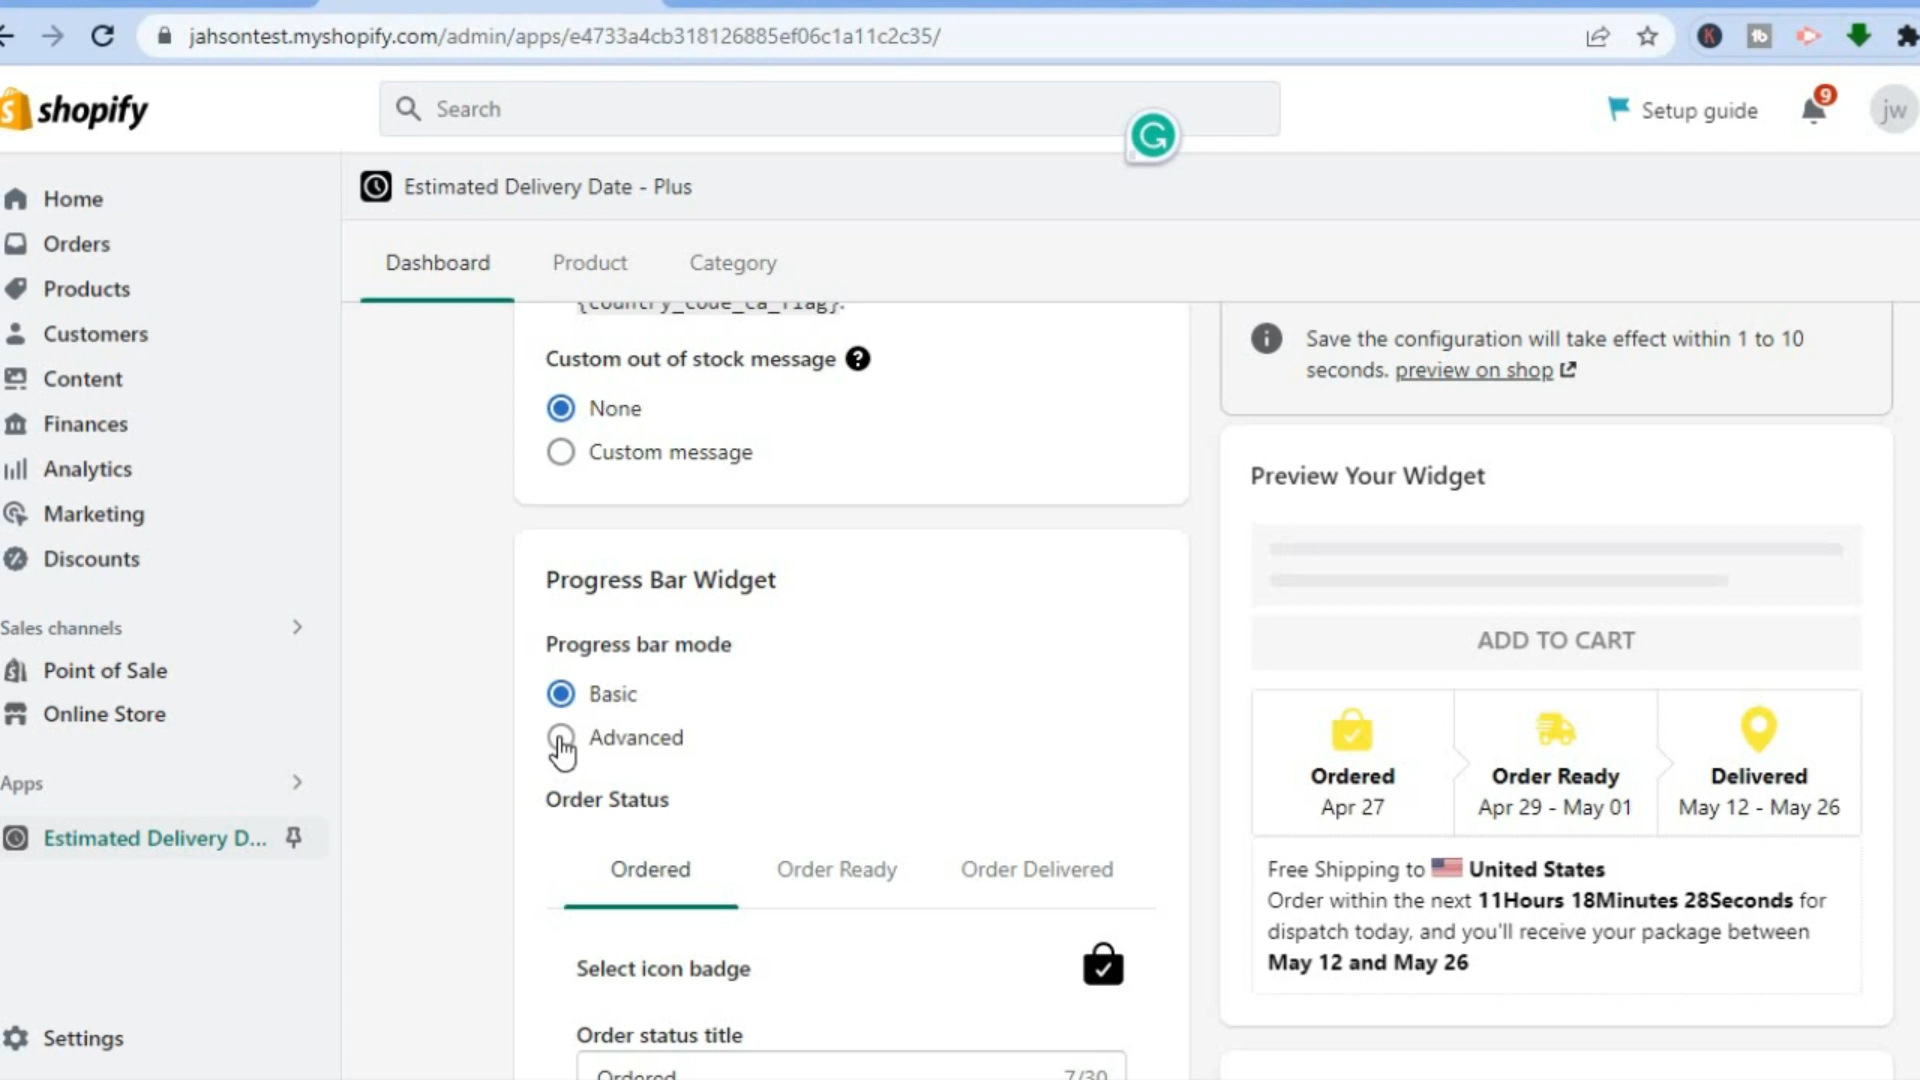 jahsontest.myshopify.com/admin/apps/e4733a4cb318126885ef06c1a11c2c35/
shopify
Search
Setup guide
9
jw
Estimated Delivery Date - Plus
Home
Orders
Products
Customers
Content
Finances
Analytics
Marketing
Discounts
Sales channels
Point of Sale
Online Store
Apps
Estimated Delivery D...
Settings
Dashboard
Product
Category
{country_code_ca_flag}.
Custom out of stock message
None
Custom message
Progress Bar Widget
Progress bar mode
Basic
Advanced
Order Status
Ordered
Order Ready
Order Delivered
Select icon badge
Order status title
Ordered
7/30
Save the configuration will take effect within 1 to 10
seconds. preview on shop
Preview Your Widget
ADD TO CART
Ordered
Apr 27
Order Ready
Apr 29 - May 01
Delivered
May 12 - May 26
Free Shipping to United States
Order within the next 11Hours 18Minutes 28Seconds for
dispatch today, and you'll receive your package between
May 12 and May 26